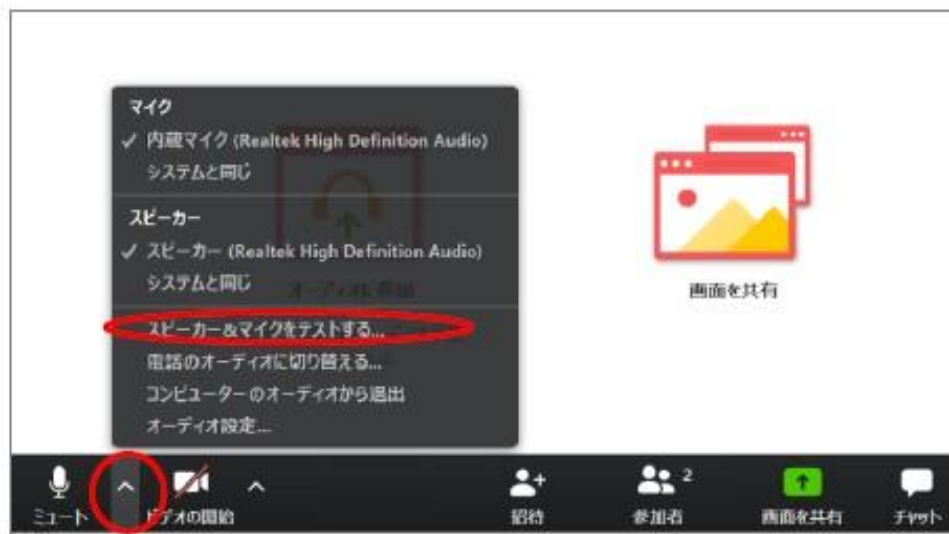 マイク
✓ 内蔵マイク (Realtek High Definition Audio)
システムと同じ
スピーカー
✓ スピーカー (Realtek High Definition Audio)
システムと同じ
スピーカー&マイクをテストする...
電話のオーディオに切り替える...
コンピューターのオーディオから退出
オーディオ設定...
画面を共有
ミュート
ビデオの開始
招待
2
参加者
画面を共有
チャット